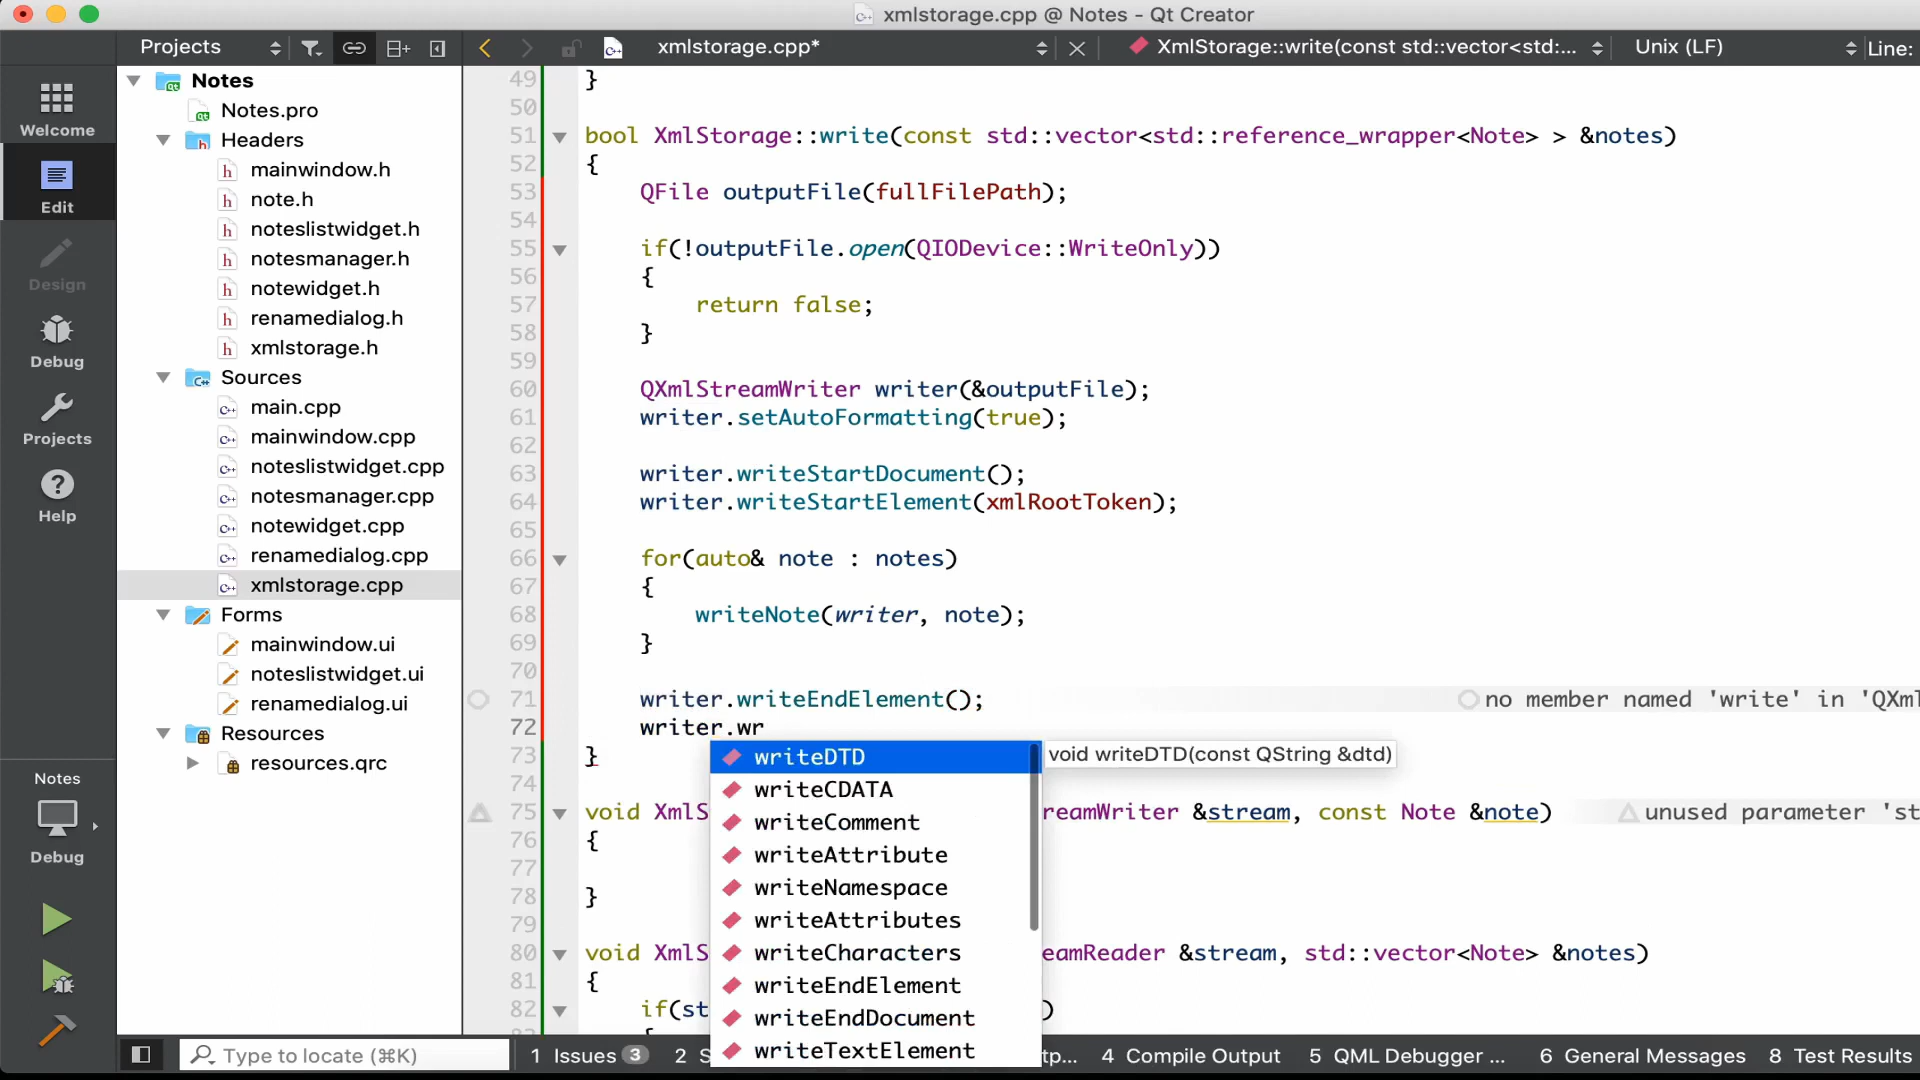 xmlstorage.cpp @ Notes - Qt Creator
Projects
xmlstorage.cpp*
XmlStorage::write(const std::vector<std:...
Unix (LF)
Line:
Welcome
Edit
Design
Debug
Projects
Help
Notes
Debug
Notes
Notes.pro
Headers
mainwindow.h
note.h
noteslistwidget.h
notesmanager.h
notewidget.h
renamedialog.h
xmlstorage.h
Sources
main.cpp
mainwindow.cpp
noteslistwidget.cpp
notesmanager.cpp
notewidget.cpp
renamedialog.cpp
xmlstorage.cpp
Forms
mainwindow.ui
noteslistwidget.ui
renamedialog.ui
Resources
resources.qrc
49 }
50
51 bool XmlStorage::write(const std::vector<std::reference_wrapper<Note> > &notes)
52 {
53 QFile outputFile(fullFilePath);
54
55 if(!outputFile.open(QIODevice::WriteOnly))
56 {
57 return false;
58 }
59
60 QXmlStreamWriter writer(&outputFile);
61 writer.setAutoFormatting(true);
62
63 writer.writeStartDocument();
64 writer.writeStartElement(xmlRootToken);
65
66 for(auto& note : notes)
67 {
68 writeNote(writer, note);
69 }
70
71 writer.writeEndElement(); no member named 'write' in 'QXml
72 writer.wr
73 }
74
75 void XmlS reamWriter &stream, const Note &note) unused parameter 'st
76 {
77
78 }
79
80 void XmlS eamReader &stream, std::vector<Note> &notes)
81 {
82 if(st )
{
writeDTD void writeDTD(const QString &dtd)
writeCDATA
writeComment
writeAttribute
writeNamespace
writeAttributes
writeCharacters
writeEndElement
writeEndDocument
writeTextElement
Type to locate (⌘K)
1 Issues 3 2 S tp... 4 Compile Output 5 QML Debugger ... 6 General Messages 8 Test Results